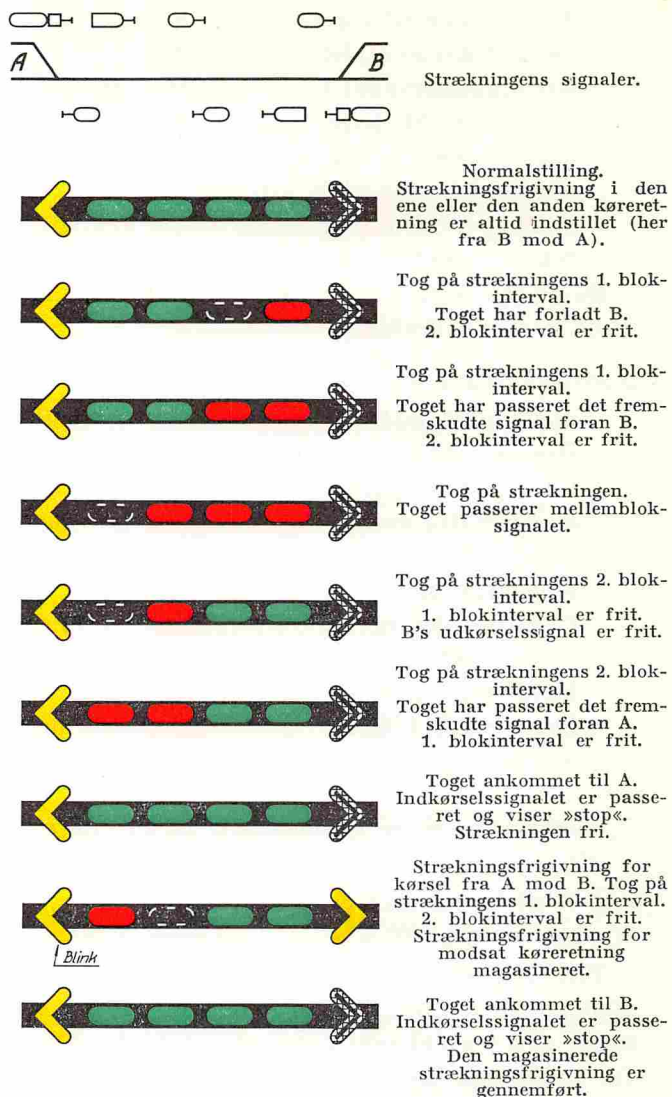 A
B
Strækningens signaler.
Normalstilling.
Strækningsfrigivning i den
ene eller den anden køreret-
ning er altid indstillet (her
fra B mod A).
Tog på strækningens 1. blok-
interval.
Toget har forladt B.
2. blokinterval er frit.
Tog på strækningens 1. blok-
interval.
Toget har passeret det frem-
skudte signal foran B.
2. blokinterval er frit.
Tog på strækningen.
Toget passerer mellemblok-
signalet.
Tog på strækningens 2. blok-
interval.
1. blokinterval er frit.
B's udkørselssignal er frit.
Tog på strækningens 2. blok-
interval.
Toget har passeret det frem-
skudte signal foran A.
1. blokinterval er frit.
Toget ankommet til A.
Indkørselssignalet er passe-
ret og viser »stop«.
Strækningen fri.
Strækningsfrigivning for
kørsel fra A mod B. Tog på
strækningens 1. blokinterval.
2. blokinterval er frit.
Strækningsfrigivning for
modsat køreretning
magasineret.
Blink
Toget ankommet til B.
Indkørselssignalet er passe-
ret og viser »stop«.
Den magasinerede
strækningsfrigivning er
gennemført.